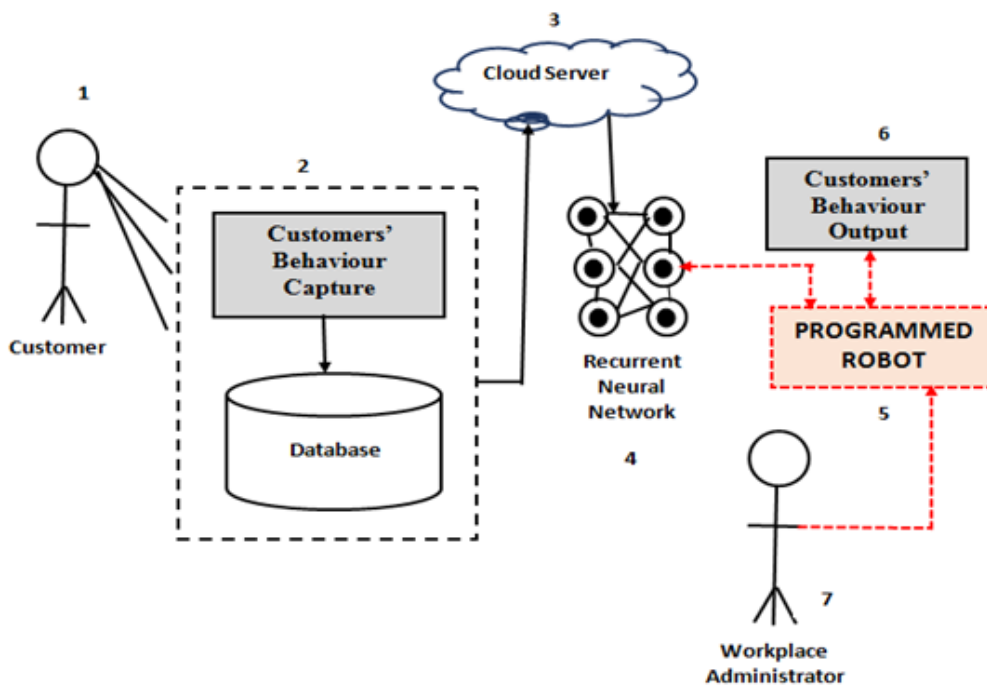 1
Customer
2
Customers'
Behaviour
Capture
Database
3
Cloud Server
Recurrent
Neural
Network
4
6
Customers'
Behaviour
Output
PROGRAMMED
ROBOT
5
7
Workplace
Administrator